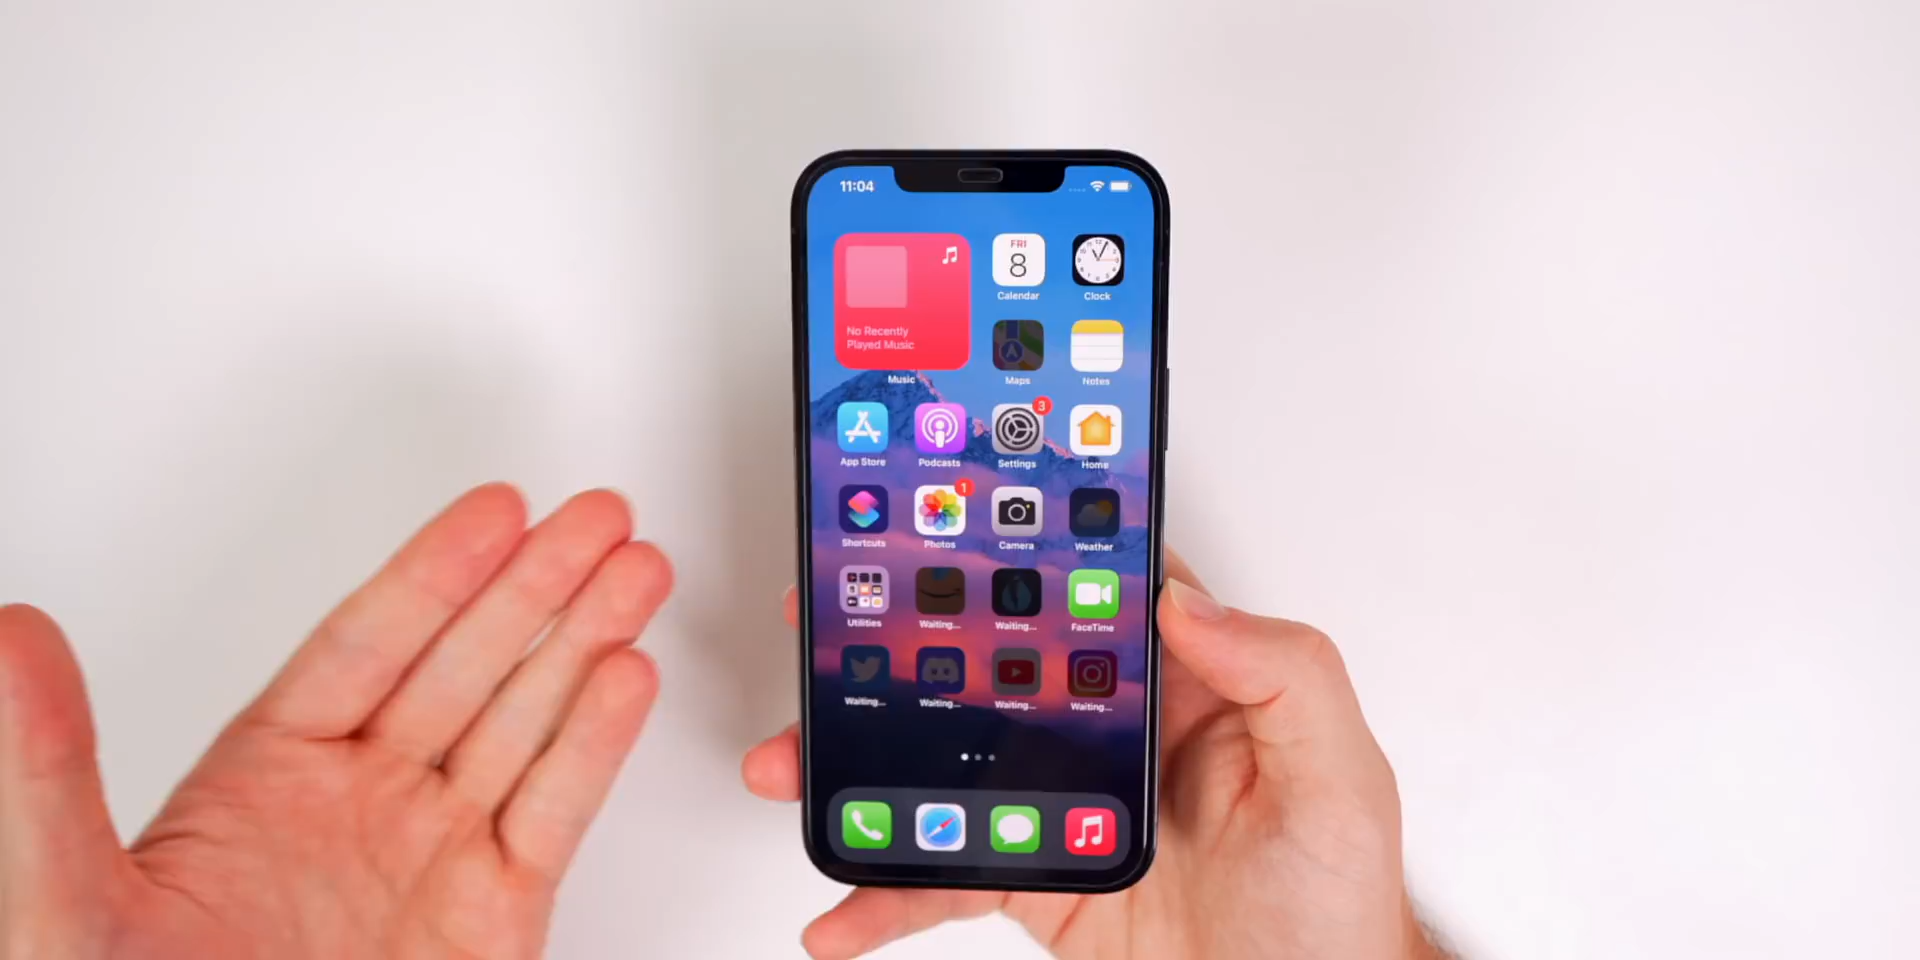 11:04
No Recently
Played Music
Music
FRI
8
Calendar
Clock
Maps
Notes
App Store
Podcasts
3
Settings
Home
Shortcuts
1
Photos
Camera
Weather
Utilities
Waiting...
Waiting...
FaceTime
Waiting...
Waiting...
Waiting...
Waiting...